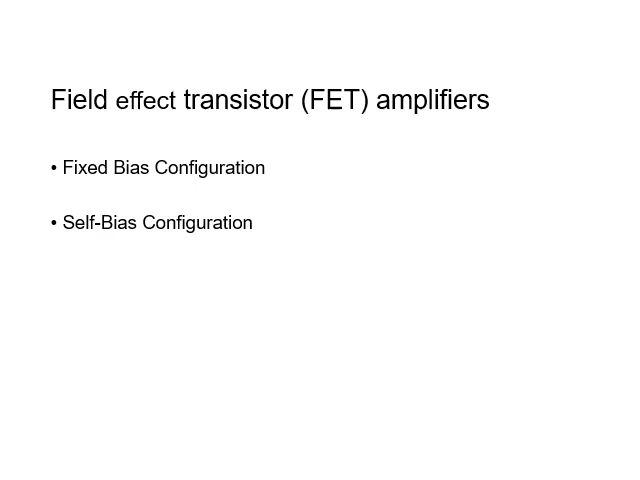 Field effect transistor (FET) amplifiers
• Fixed Bias Configuration
• Self-Bias Configuration